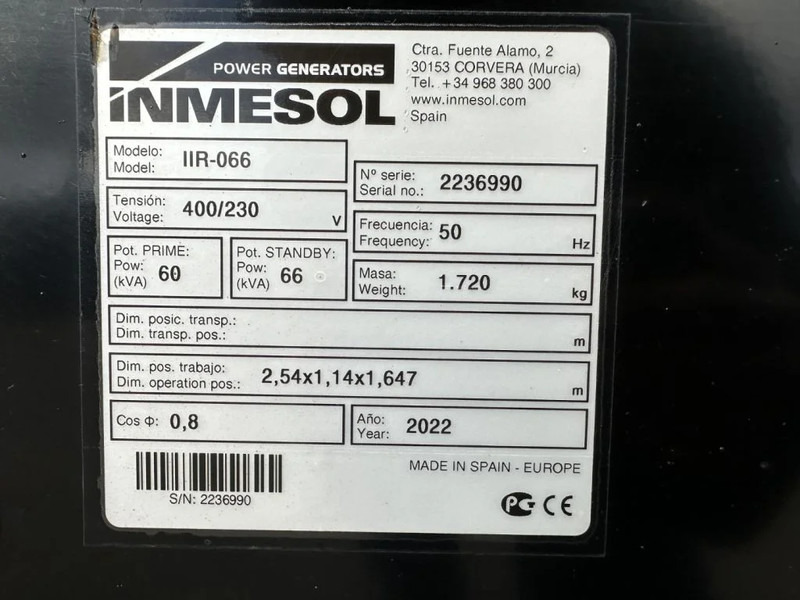 POWER GENERATORS
INMESOL
Ctra. Fuente Alamo, 2
30153 CORVERA (Murcia)
Tel. +34 968 380 300
www.inmesol.com
Spain
Modelo:
Model: IIR-066
Nº serie:
Serial no.: 2236990
Tensión:
Voltage: 400/230 V
Frecuencia:
Frequency: 50 Hz
Pot. PRIME:
Pow:
(kVA) 60
Pot. STANDBY:
Pow:
(kVA) 66
Masa:
Weight: 1.720 kg
Dim. posic. transp.:
Dim. transp. pos.: m
Dim. pos. trabajo:
Dim. operation pos.: 2,54x1,14x1,647 m
Cos Φ: 0,8
Año:
Year: 2022
S/N: 2236990
MADE IN SPAIN - EUROPE
PG CE